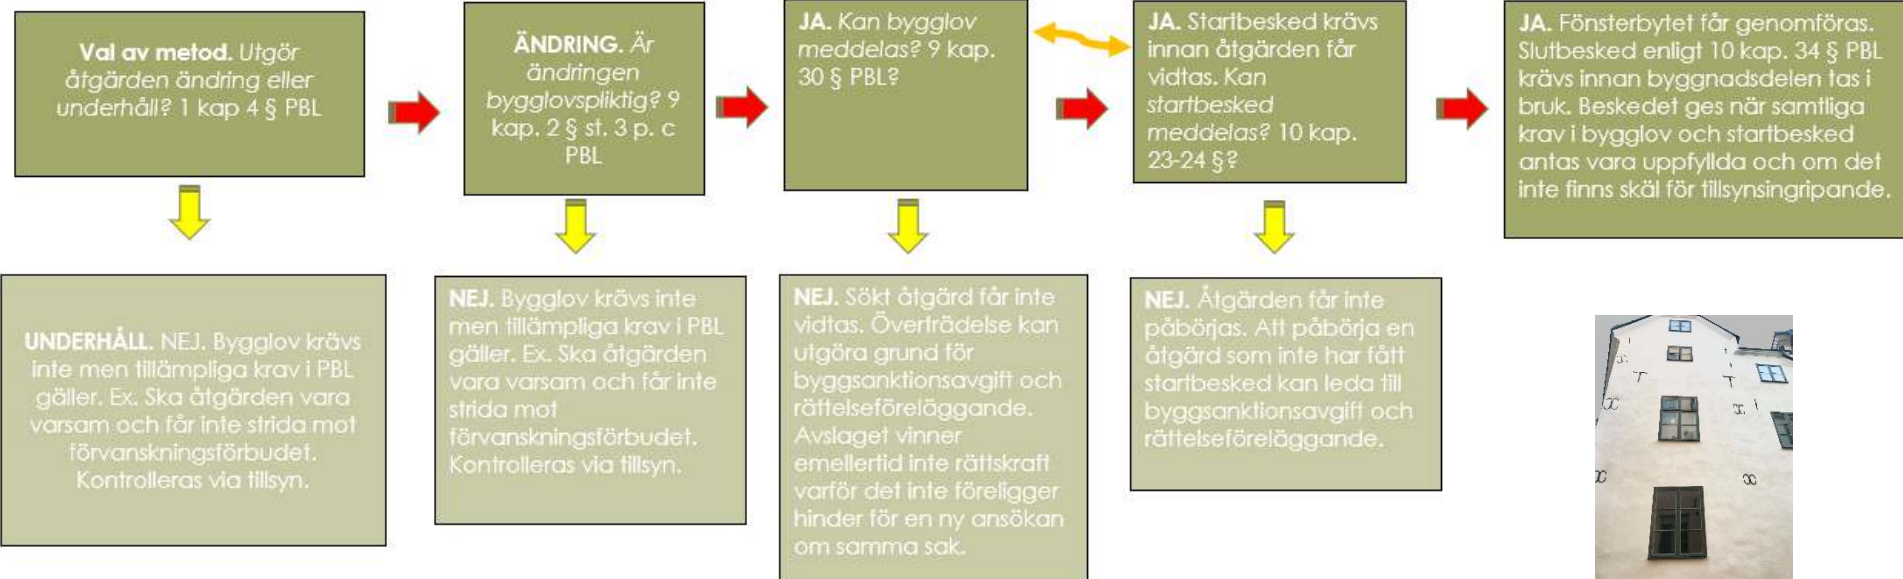 Val av metod. Utgör
åtgärden ändring eller
underhåll? 1 kap 4 § PBL
ÄNDRING. Är
ändringen
bygglovspliktig? 9
kap. 2 § st. 3 p. c
PBL
JA. Kan bygglov
meddelas? 9 kap.
30 § PBL?
JA. Startbesked krävs
innan åtgärden får
vidtas. Kan
startbesked
meddelas? 10 kap.
23-24 §?
JA. Fönsterbytet får genomföras.
Slutbesked enligt 10 kap. 34 § PBL
krävs innan byggnadsdelen tas i
bruk. Beskedet ges när samtliga
krav i bygglov och startbesked
antas vara uppfyllda och om det
inte finns skäl för tillsynsingripande.
UNDERHÅLL. NEJ. Bygglov krävs
inte men tillämpliga krav i PBL
gäller. Ex. Ska åtgärden vara
varsam och får inte strida mot
förvanskningsförbudet.
Kontrolleras via tillsyn.
NEJ. Bygglov krävs inte
men tillämpliga krav i PBL
gäller. Ex. Ska åtgärden
vara varsam och får inte
strida mot
förvanskningsförbudet.
Kontrolleras via tillsyn.
NEJ. Sökt åtgärd får inte
vidtas. Överträdelse kan
utgöra grund för
byggsanktionsavgift och
rättelseföreläggande.
Avslaget vinner
emellertid inte rättskraft
varför det inte föreligger
hinder för en ny ansökan
om samma sak.
NEJ. Åtgärden får inte
påbörjas. Att påbörja en
åtgärd som inte har fått
startbesked kan leda till
byggsanktionsavgift och
rättelseföreläggande.